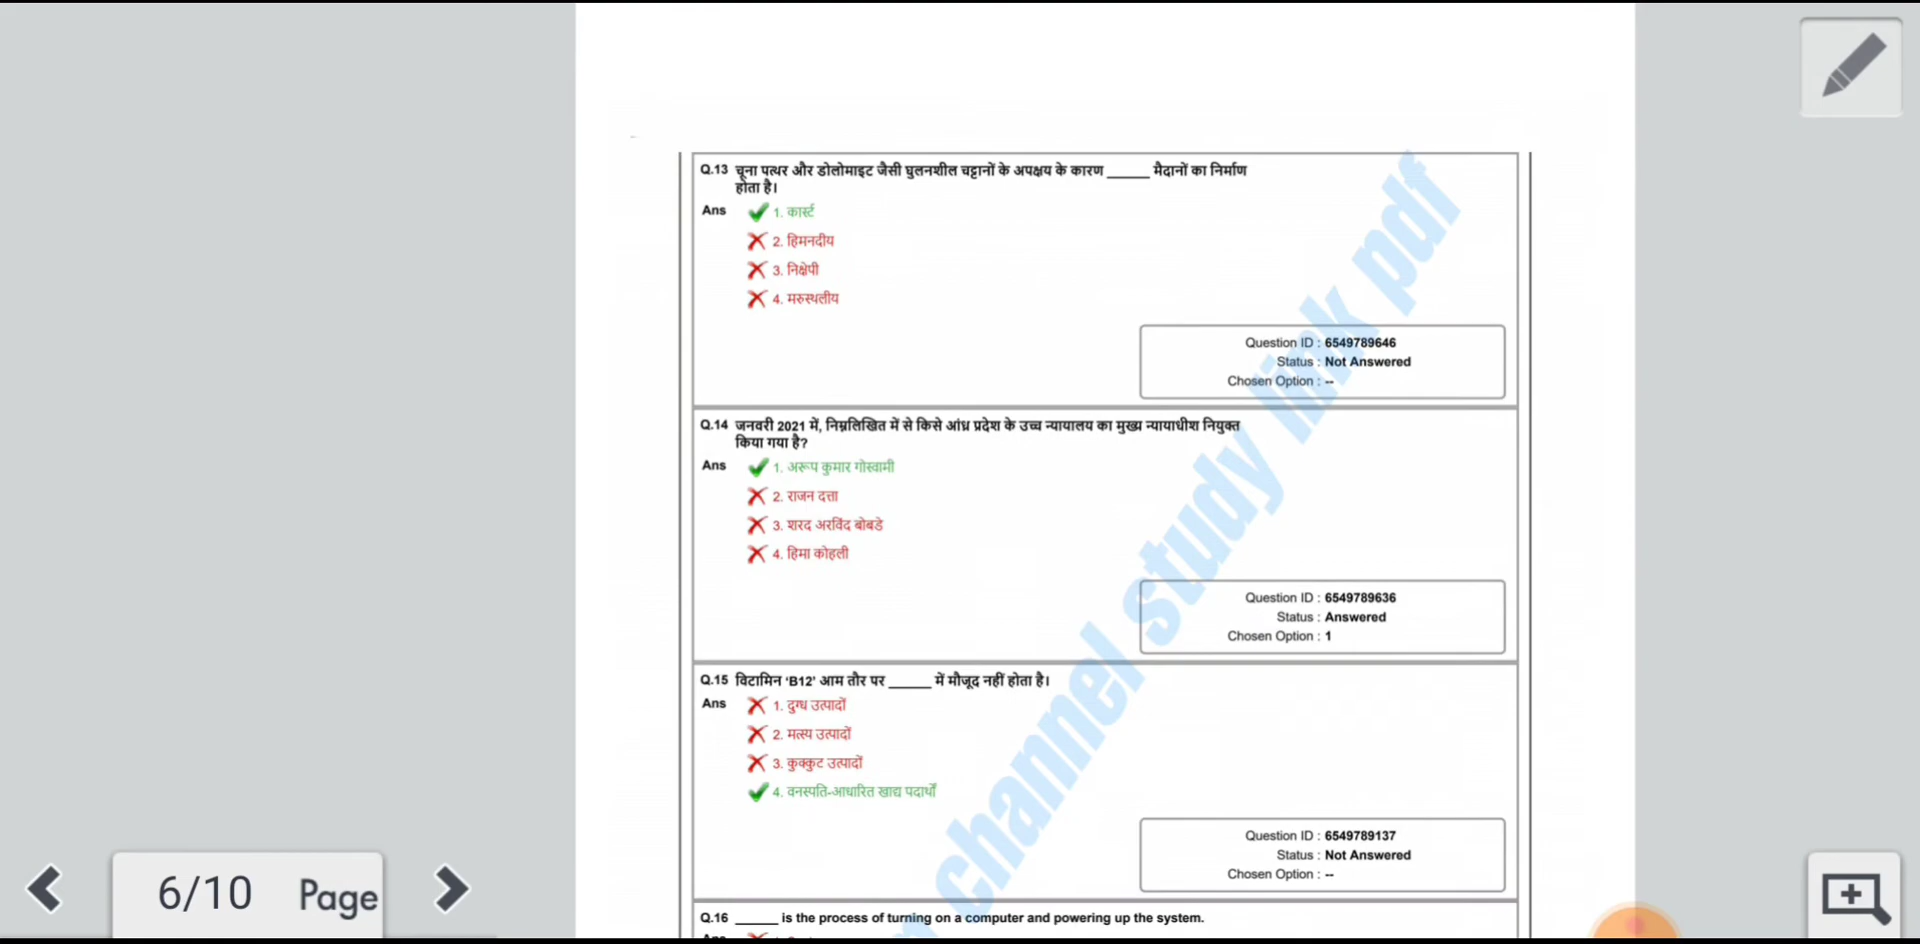 Q.13 चूना पत्थर और डोलोमाइट जैसी घुलनशील चट्टानों के अपक्षय के कारण ______ मैदानों का निर्माण
होता है।
Ans 1. कार्स्ट
2. हिमनदीय
3. निक्षेपी
4. मरुस्थलीय
Question ID : 6549789646
Status : Not Answered
Chosen Option : --
Q.14 जनवरी 2021 में, निम्नलिखित में से किसे आंध्र प्रदेश के उच्च न्यायालय का मुख्य न्यायाधीश नियुक्त
किया गया है?
Ans 1. अरूप कुमार गोस्वामी
2. राजन दत्ता
3. शरद अरविंद बोबडे
4. हिमा कोहली
Question ID : 6549789636
Status : Answered
Chosen Option : 1
Q.15 विटामिन ‘B12’ आम तौर पर ______ में मौजूद नहीं होता है।
Ans 1. दुग्ध उत्पादों
2. मत्स्य उत्पादों
3. कुक्कुट उत्पादों
4. वनस्पति-आधारित खाद्य पदार्थों
Question ID : 6549789137
Status : Not Answered
Chosen Option : --
Q.16 ______ is the process of turning on a computer and powering up the system.
channel study link pdf
6/10 Page